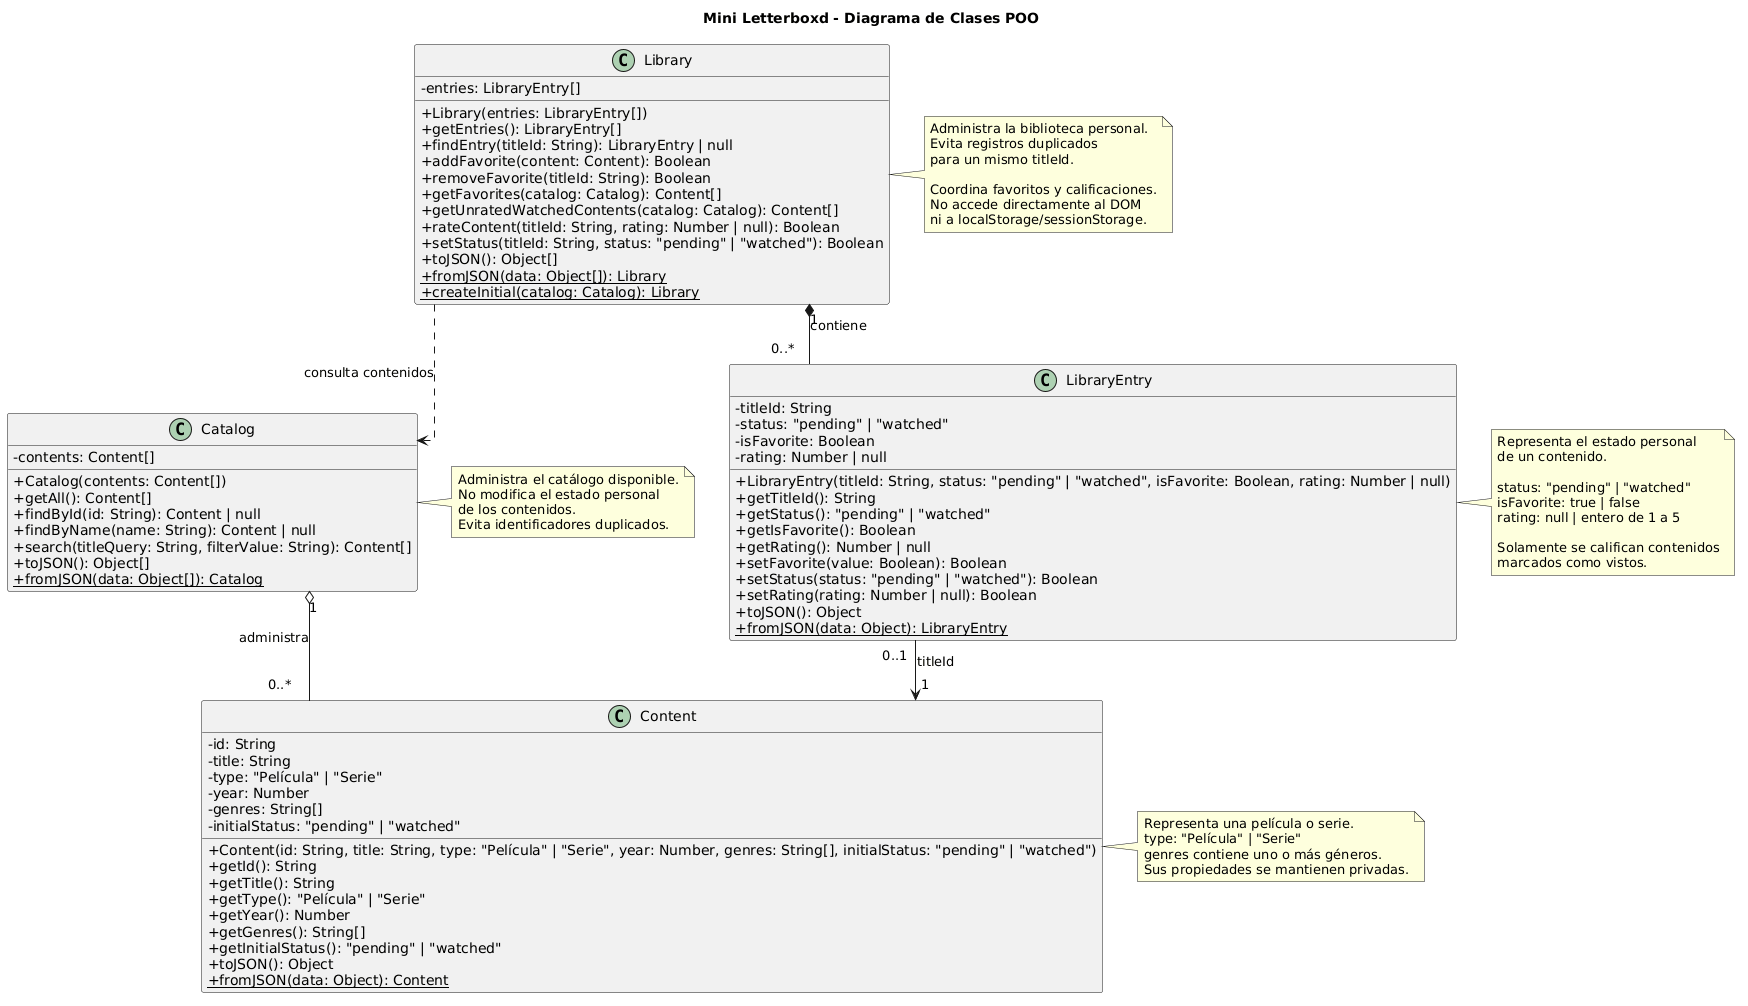 Mini Letterboxd - Diagrama de Clases POO
C Library
-entries: LibraryEntry[]
+Library(entries: LibraryEntry[])
+getEntries(): LibraryEntry[]
+findEntry(titleId: String): LibraryEntry | null
+addFavorite(content: Content): Boolean
+removeFavorite(titleId: String): Boolean
+getFavorites(catalog: Catalog): Content[]
+getUnratedWatchedContents(catalog: Catalog): Content[]
+rateContent(titleId: String, rating: Number | null): Boolean
+setStatus(titleId: String, status: "pending" | "watched"): Boolean
+toJSON(): Object[]
+fromJSON(data: Object[]): Library
+createInitial(catalog: Catalog): Library
Administra la biblioteca personal.
Evita registros duplicados
para un mismo titleId.
Coordina favoritos y calificaciones.
No accede directamente al DOM
ni a localStorage/sessionStorage.
1
contiene
0..*
consulta contenidos
C LibraryEntry
-titleId: String
-status: "pending" | "watched"
-isFavorite: Boolean
-rating: Number | null
+LibraryEntry(titleId: String, status: "pending" | "watched", isFavorite: Boolean, rating: Number | null)
+getTitleId(): String
+getStatus(): "pending" | "watched"
+getIsFavorite(): Boolean
+getRating(): Number | null
+setFavorite(value: Boolean): Boolean
+setStatus(status: "pending" | "watched"): Boolean
+setRating(rating: Number | null): Boolean
+toJSON(): Object
+fromJSON(data: Object): LibraryEntry
Representa el estado personal
de un contenido.
status: "pending" | "watched"
isFavorite: true | false
rating: null | entero de 1 a 5
Solamente se califican contenidos
marcados como vistos.
C Catalog
-contents: Content[]
+Catalog(contents: Content[])
+getAll(): Content[]
+findById(id: String): Content | null
+findByName(name: String): Content | null
+search(titleQuery: String, filterValue: String): Content[]
+toJSON(): Object[]
+fromJSON(data: Object[]): Catalog
Administra el catálogo disponible.
No modifica el estado personal
de los contenidos.
Evita identificadores duplicados.
1
administra
0..*
0..1
titleId
1
C Content
-id: String
-title: String
-type: "Película" | "Serie"
-year: Number
-genres: String[]
-initialStatus: "pending" | "watched"
+Content(id: String, title: String, type: "Película" | "Serie", year: Number, genres: String[], initialStatus: "pending" | "watched")
+getId(): String
+getTitle(): String
+getType(): "Película" | "Serie"
+getYear(): Number
+getGenres(): String[]
+getInitialStatus(): "pending" | "watched"
+toJSON(): Object
+fromJSON(data: Object): Content
Representa una película o serie.
type: "Película" | "Serie"
genres contiene uno o más géneros.
Sus propiedades se mantienen privadas.